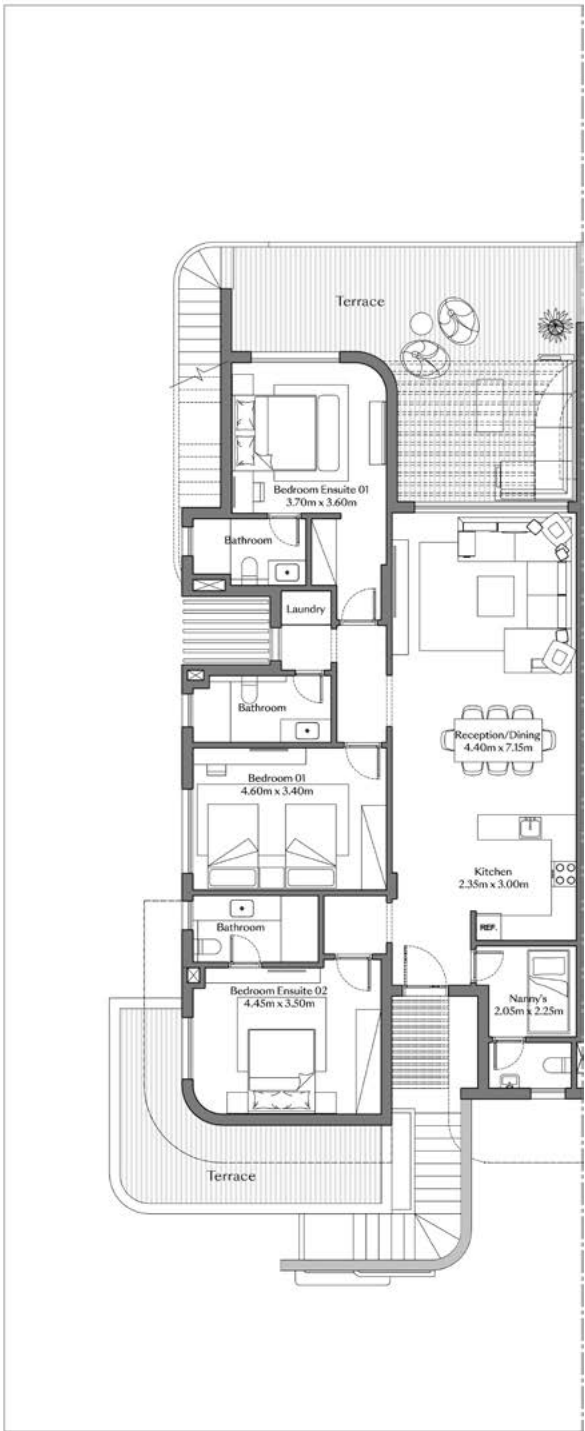 Terrace
Bedroom Ensuite 01
3.70m x 3.60m
Bathroom
Laundry
Bathroom
Reception/Dining
4.40m x 7.15m
Bedroom 01
4.60m x 3.40m
Kitchen
2.35m x 3.00m
REF.
Bathroom
Bedroom Ensuite 02
4.45m x 3.50m
Nanny's
2.05m x 2.25m
Terrace